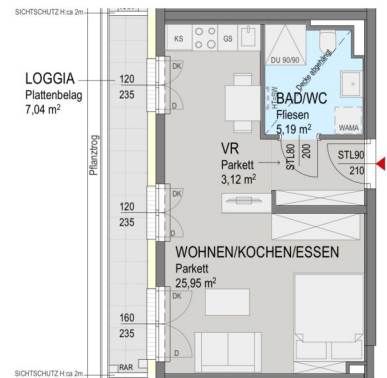 SICHTSCHUTZ H:ca 2m
KS
GS
DK
D
LOGGIA
Plattenbelag
7,04 m²
120
235
DU 90/90
Decke abgehängt
HT-SW
BAD/WC
Fliesen
5,19 m²
WAMA
VR
Parkett
3,12 m²
STL80
200
STL90
210
Pflanztrog
120
235
DK
D
WOHNEN/KOCHEN/ESSEN
Parkett
25,95 m²
160
235
DK
D
RAR
SICHTSCHUTZ H:ca 2m